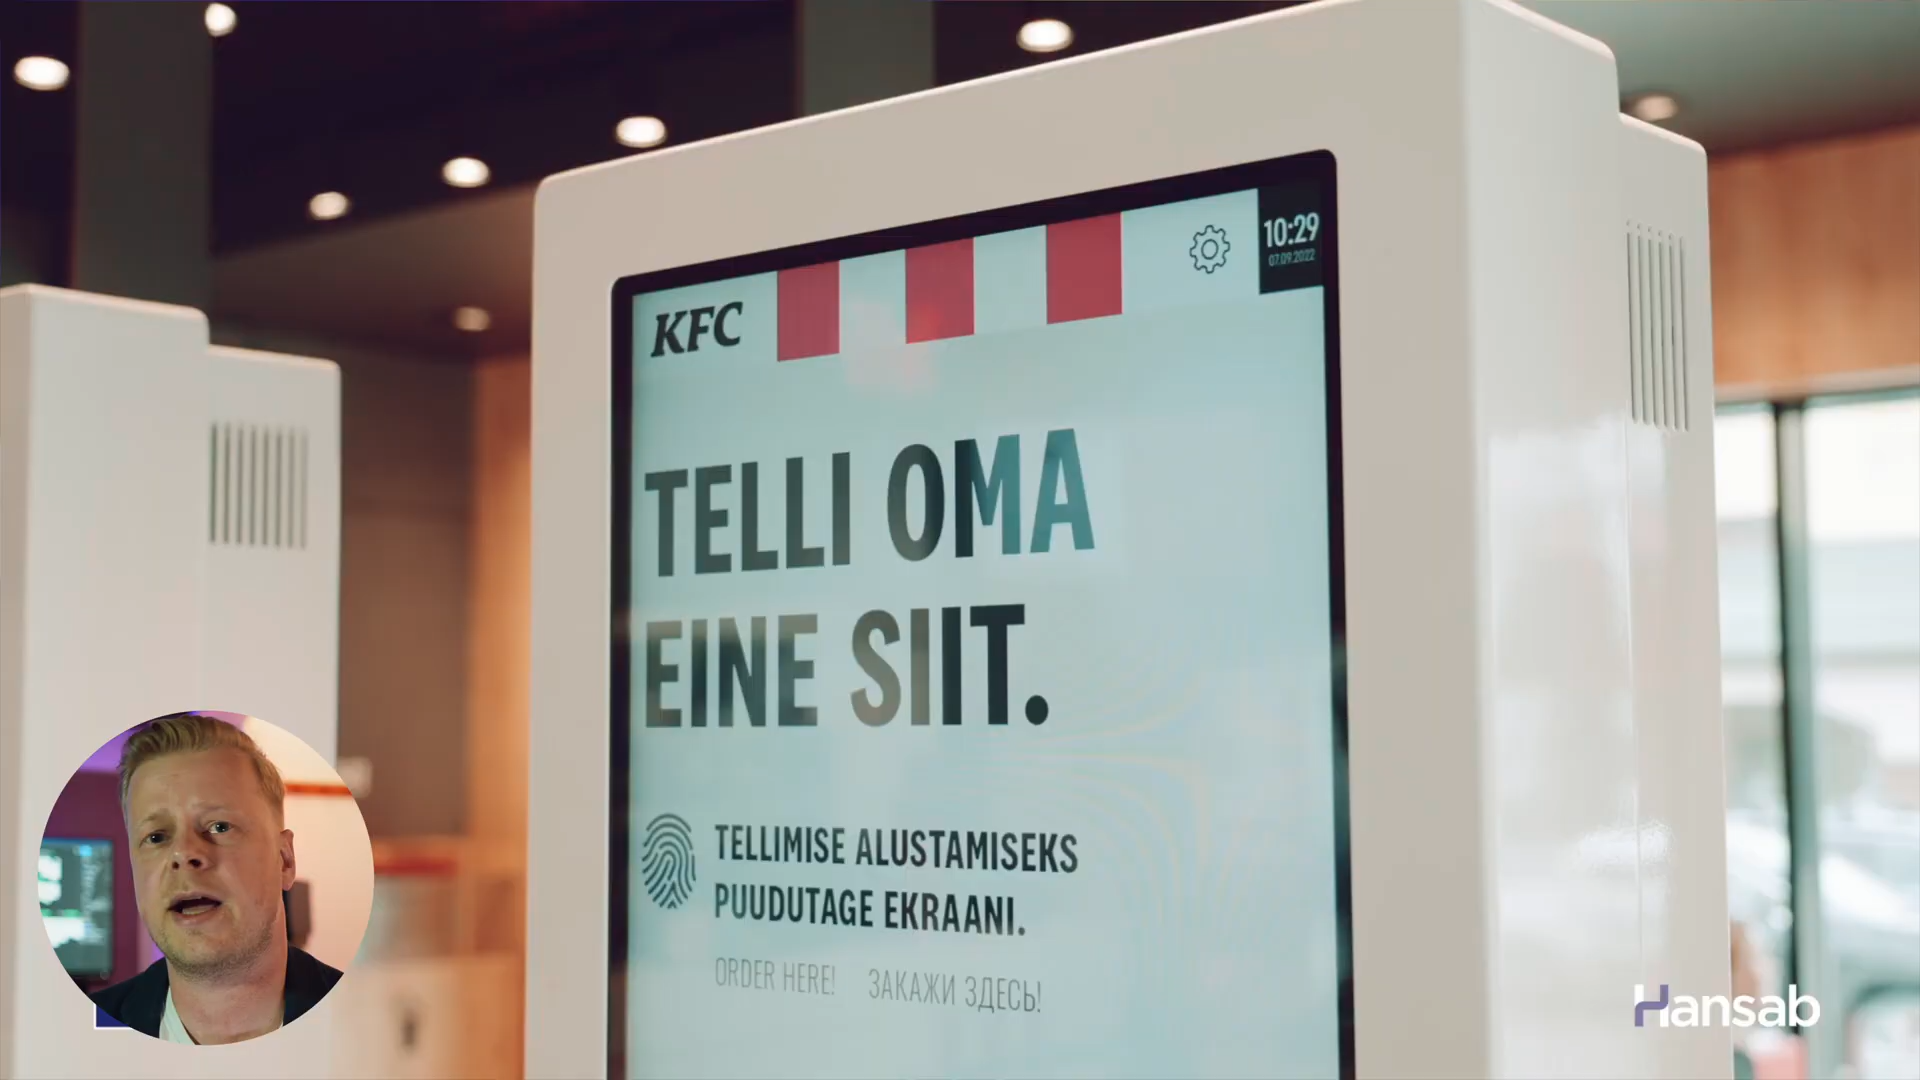 KFC
10:29
07.09.2022
TELLI OMA
EINE SIIT.
TELLIMISE ALUSTAMISEKS
PUUDUTAGE EKRAANI.
ORDER HERE! ЗАКАЖИ ЗДЕСЬ!
Hansab